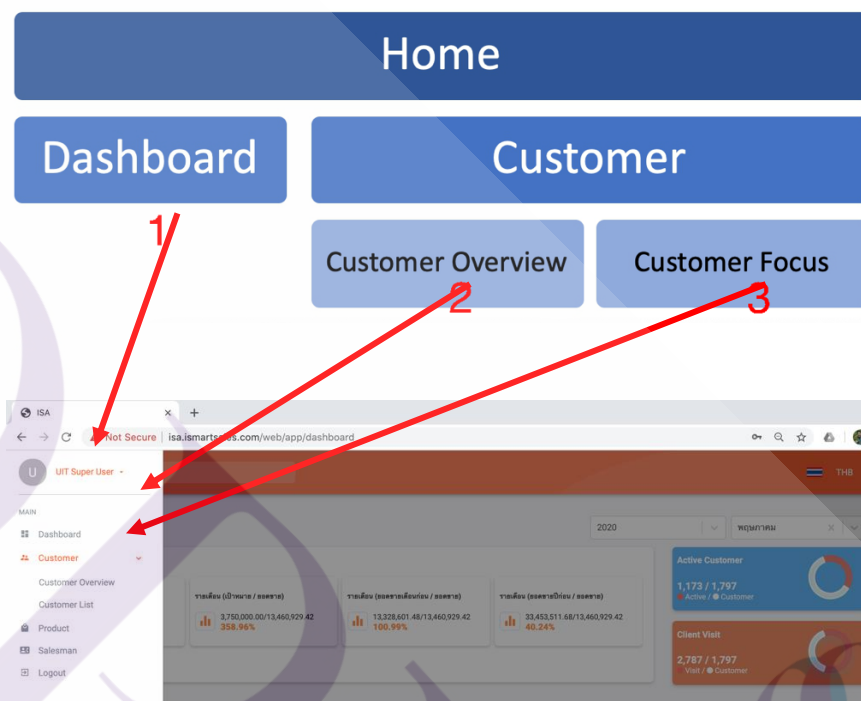 Home
Dashboard
Customer
1
Customer Overview
Customer Focus
2
3
ISA
Not Secure
isa.ismartsales.com/web/app/dashboard
U
UIT Super User
THB
MAIN
2020
พฤษภาคม
Dashboard
Customer
Active Customer
Customer Overview
1,173 / 1,797
รายเดือน (เป้าหมาย / ยอดขาย)
รายเดือน (ยอดขายเดือนก่อน / ยอดขาย)
รายเดือน (ยอดขายปีก่อน / ยอดขาย)
Active / Customer
Customer List
3,750,000.00/13,460,929.42
13,328,601.48/13,460,929.42
33,453,511.68/13,460,929.42
358.96%
100.99%
40.24%
Product
Client Visit
Salesman
2,787 / 1,797
Visit / Customer
Logout